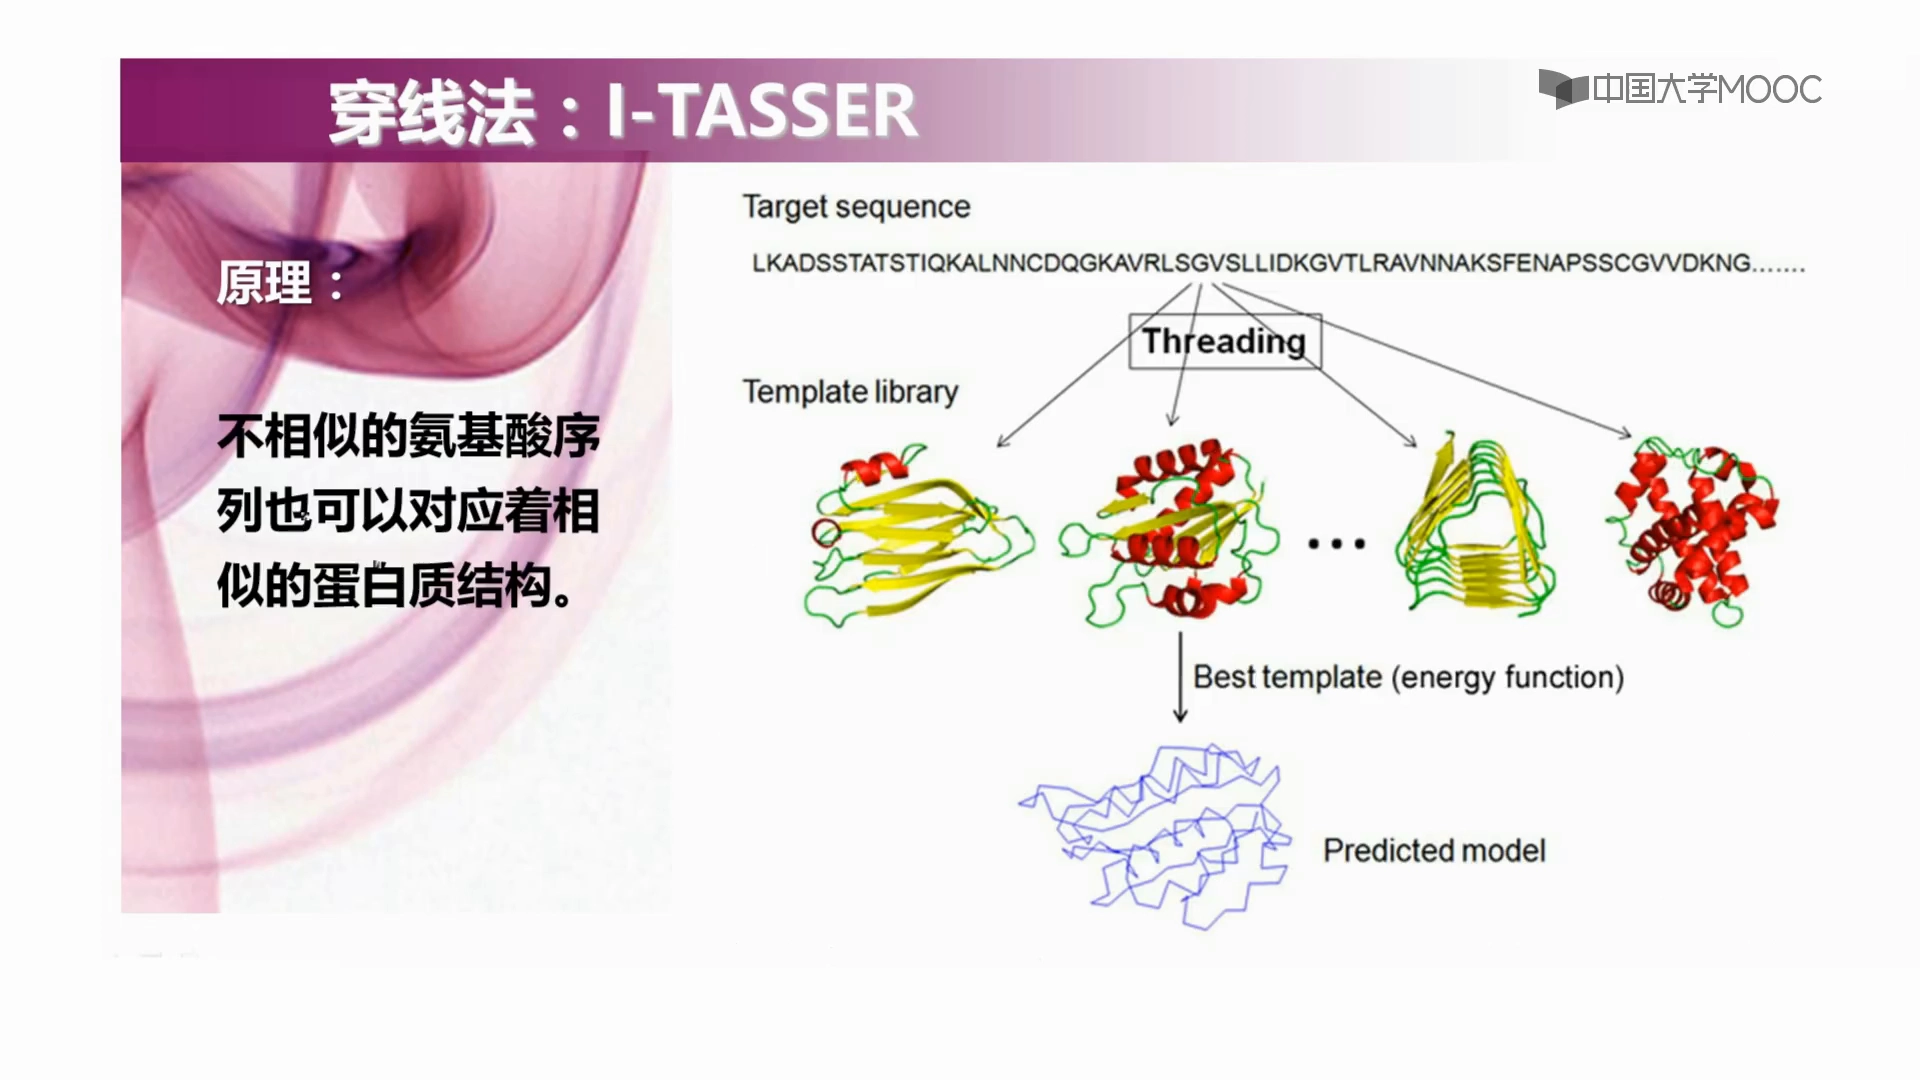 穿线法：I-TASSER
中国大学MOOC
原理：
不相似的氨基酸序
列也可以对应着相
似的蛋白质结构。
Target sequence
LKADSSTATSTIQKALNNCDQGKAVRLSGVSLLIDKGVTLRAVNNAKSFENAPSSCGVVDKNG.......
Threading
Template library
...
Best template (energy function)
Predicted model